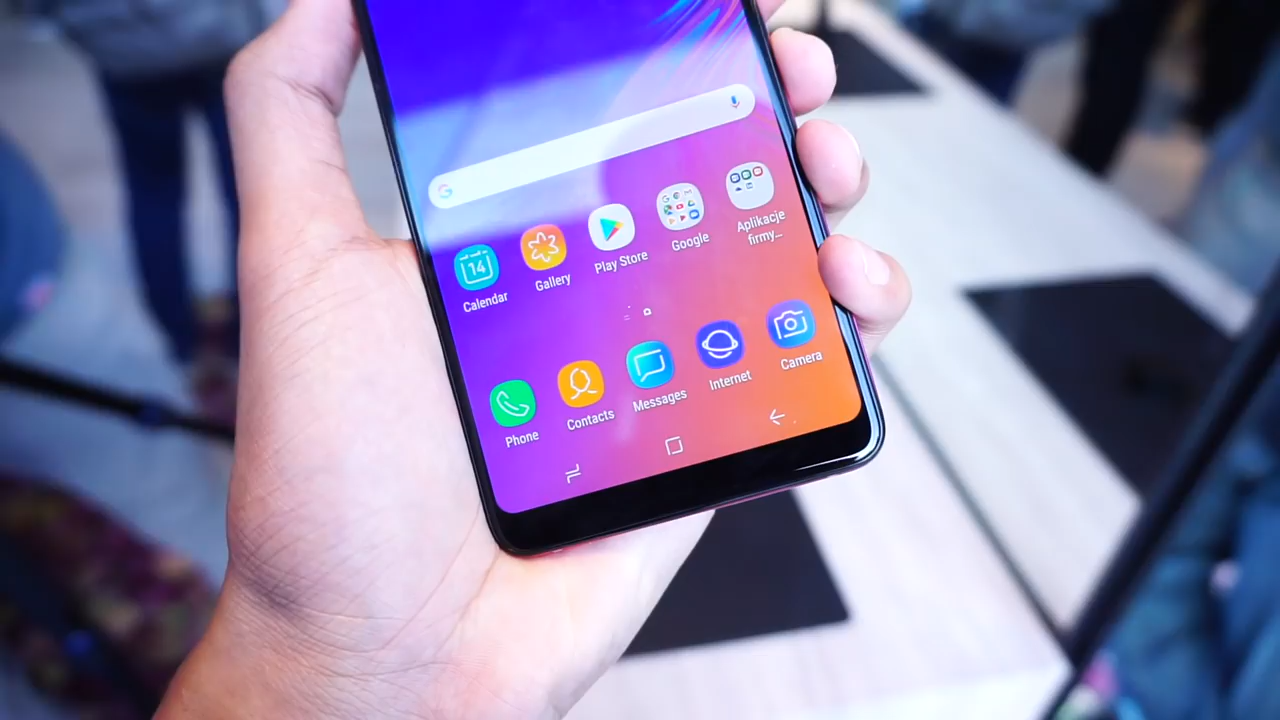 G
14
Calendar
Gallery
Play Store
Google
Aplikacje
firmy...
Phone
Contacts
Messages
Internet
Camera